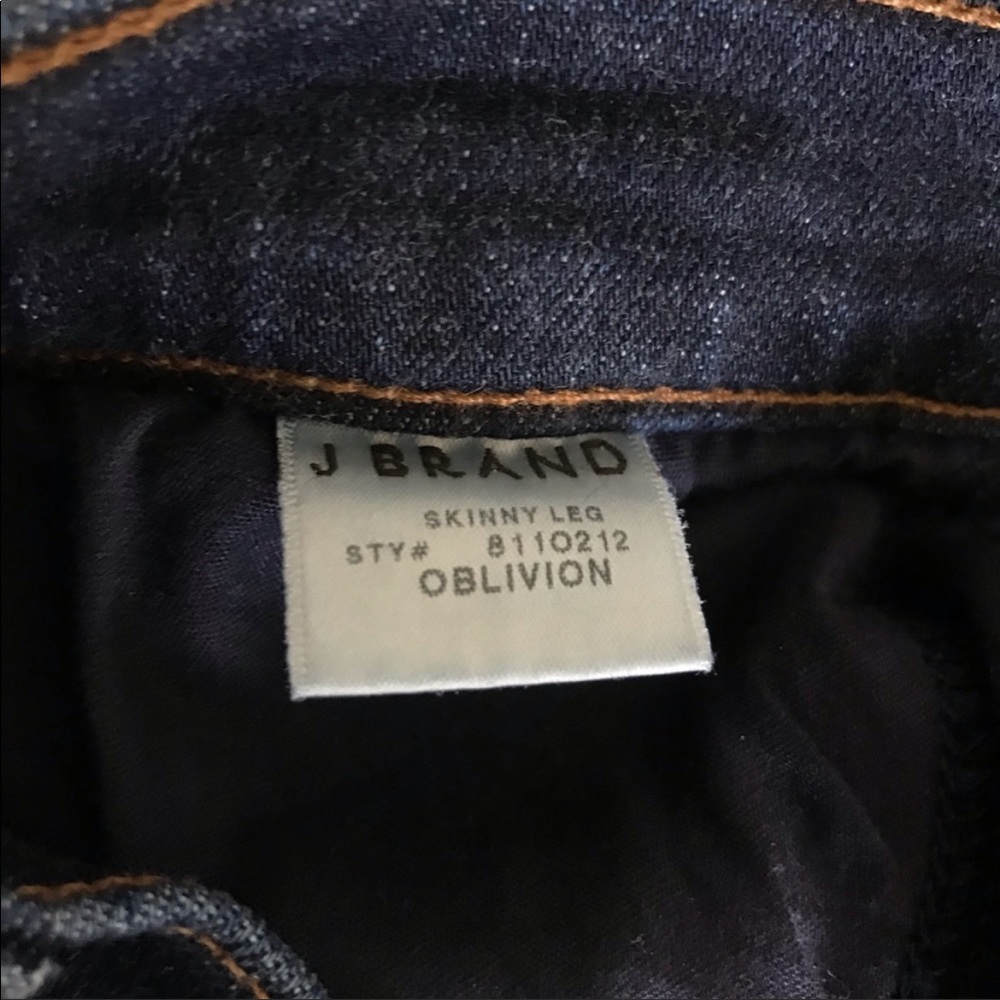 J BRAND
SKINNY LEG
STY# 8110212
OBLIVION